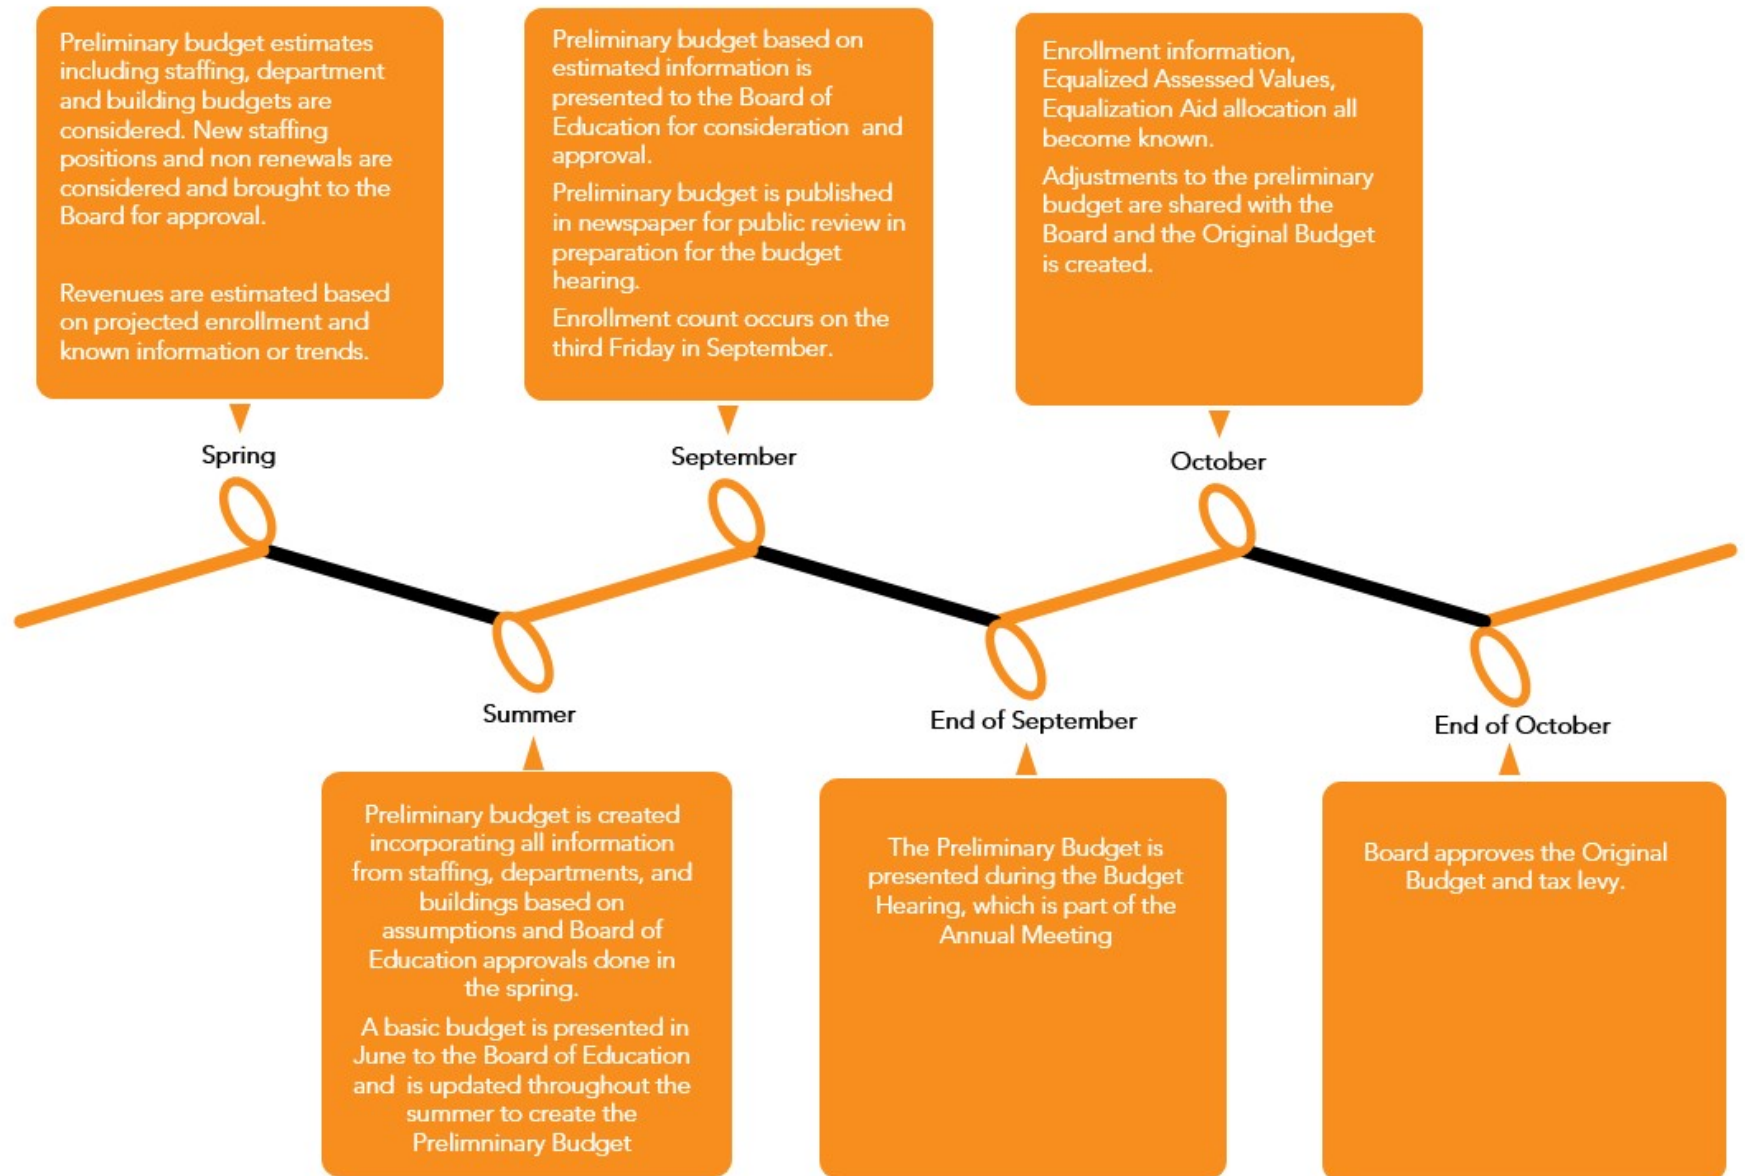 Preliminary budget estimates
including staffing, department
and building budgets are
considered. New staffing
positions and non renewals are
considered and brought to the
Board for approval.
Revenues are estimated based
on projected enrollment and
known information or trends.
Spring
Preliminary budget is created
incorporating all information
from staffing, departments, and
buildings based on
assumptions and Board of
Education approvals done in
the spring.
A basic budget is presented in
June to the Board of Education
and is updated throughout the
summer to create the
Prelimninary Budget
Summer
Preliminary budget based on
estimated information is
presented to the Board of
Education for consideration and
approval.
Preliminary budget is published
in newspaper for public review in
preparation for the budget
hearing.
Enrollment count occurs on the
third Friday in September.
September
End of September
The Preliminary Budget is
presented during the Budget
Hearing, which is part of the
Annual Meeting
Enrollment information,
Equalized Assessed Values,
Equalization Aid allocation all
become known.
Adjustments to the preliminary
budget are shared with the
Board and the Original Budget
is created.
October
End of October
Board approves the Original
Budget and tax levy.